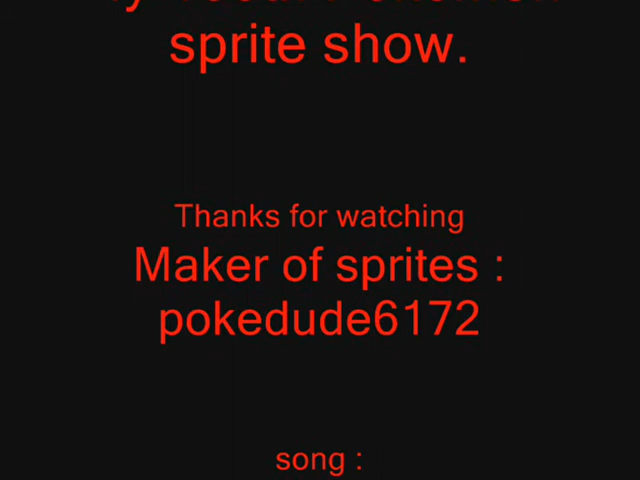 sprite show.
Thanks for watching
Maker of sprites :
pokedude6172
song :